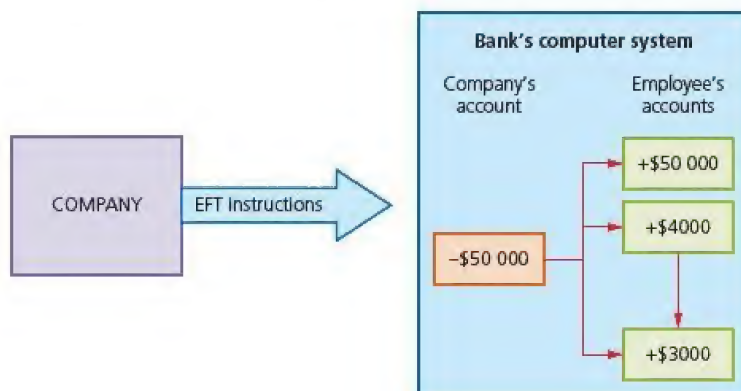 Bank's computer system
Company's account
Employee's accounts
COMPANY
EFT instructions
–$50 000
+$50 000
+$4000
+$3000